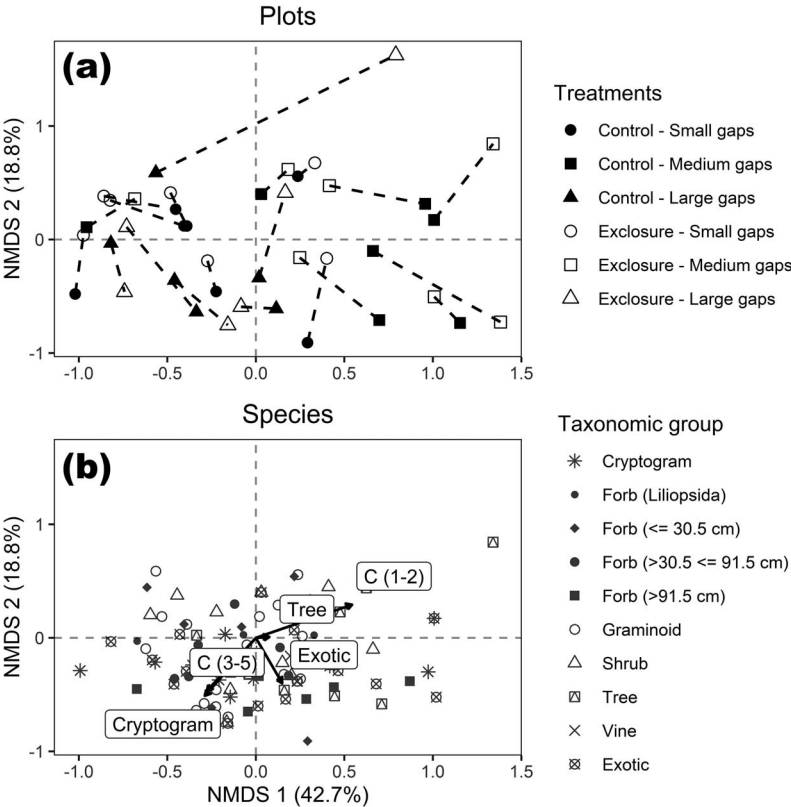 Plots
(a)
NMDS 2 (18.8%)
1
0
-1
-1.0 -0.5 0.0 0.5 1.0 1.5
Treatments
Control - Small gaps
Control - Medium gaps
Control - Large gaps
Exclosure - Small gaps
Exclosure - Medium gaps
Exclosure - Large gaps
Species
(b)
NMDS 2 (18.8%)
1
0
-1
C (1-2)
Tree
Exotic
C (3-5)
Cryptogram
-1.0 -0.5 0.0 0.5 1.0 1.5
NMDS 1 (42.7%)
Taxonomic group
Cryptogram
Forb (Liliopsida)
Forb (<= 30.5 cm)
Forb (>30.5 <= 91.5 cm)
Forb (>91.5 cm)
Graminoid
Shrub
Tree
Vine
Exotic